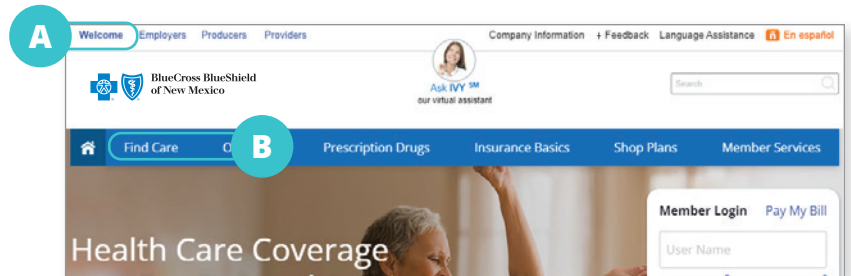 A
Welcome Employers Producers Providers Company Information + Feedback Language Assistance En español
BlueCross BlueShield
of New Mexico
Ask IVY SM
our virtual assistant
Search
Find Care B Prescription Drugs Insurance Basics Shop Plans Member Services
Member Login Pay My Bill
Health Care Coverage
User Name